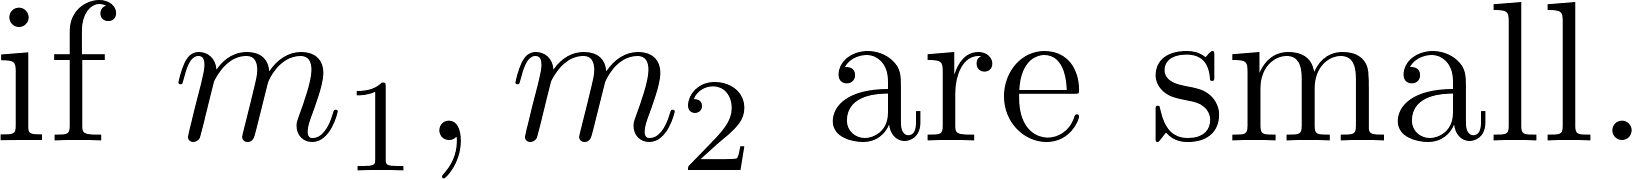 if $m_1, m_2$ are small.